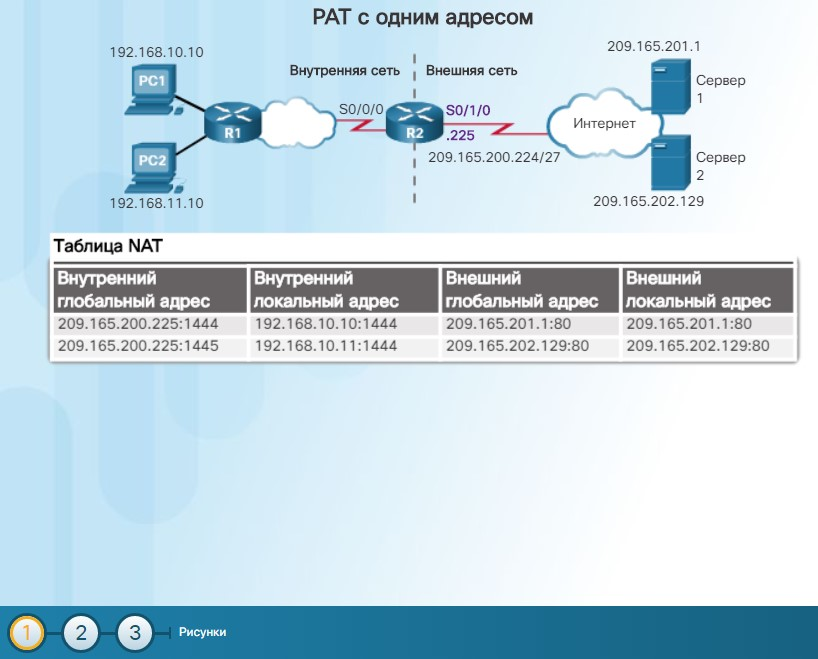 PAT с одним адресом
192.168.10.10
209.165.201.1
Внутренняя сеть
Внешняя сеть
PC1
Сервер
1
S0/0/0
S0/1/0
R1
R2
.225
Интернет
PC2
209.165.200.224/27
Сервер
2
192.168.11.10
209.165.202.129
Таблица NAT
Внутренний глобальный адрес
Внутренний локальный адрес
Внешний глобальный адрес
Внешний локальный адрес
209.165.200.225:1444 192.168.10.10:1444 209.165.201.1:80 209.165.201.1:80
209.165.200.225:1445 192.168.10.11:1444 209.165.202.129:80 209.165.202.129:80
1 2 3 Рисунки